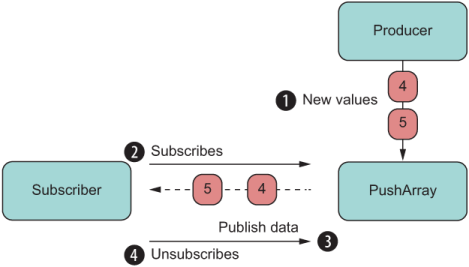 Producer
4
1 New values
5
2 Subscribes
Subscriber
5 4
PushArray
Publish data 3
4 Unsubscribes